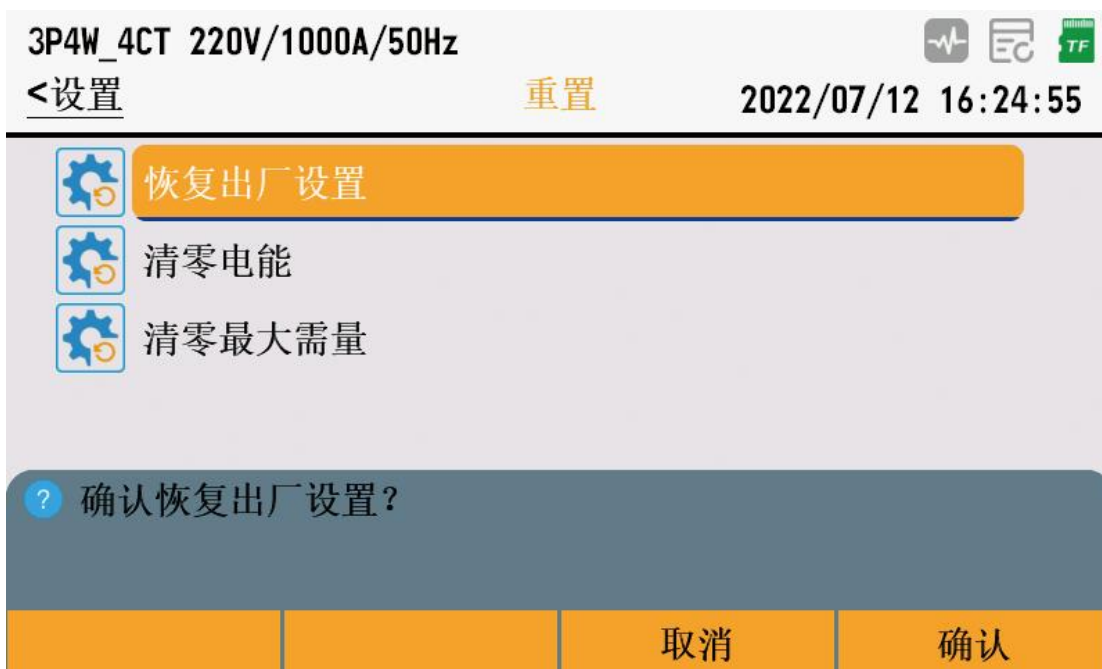 3P4W_4CT 220V/1000A/50Hz
TF
<设置 重置 2022/07/12 16:24:55
恢复出厂设置
清零电能
清零最大需量
? 确认恢复出厂设置?
取消 确认